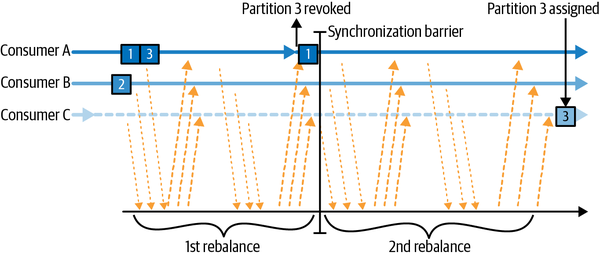 Partition 3 revoked
Partition 3 assigned
Synchronization barrier
Consumer A
1 3
1
Consumer B
2
Consumer C
3
1st rebalance
2nd rebalance